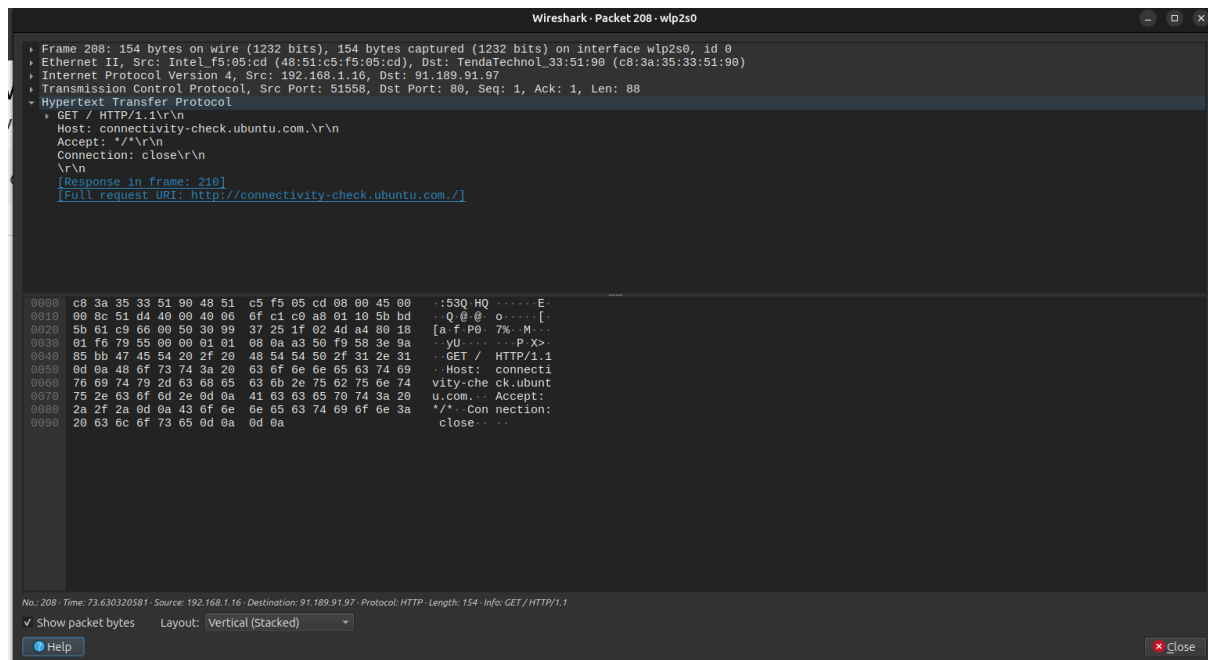 Wireshark · Packet 208 · wlp2s0
Frame 208: 154 bytes on wire (1232 bits), 154 bytes captured (1232 bits) on interface wlp2s0, id 0
Ethernet II, Src: Intel_f5:05:cd (48:51:c5:f5:05:cd), Dst: TendaTechnol_33:51:90 (c8:3a:35:33:51:90)
Internet Protocol Version 4, Src: 192.168.1.16, Dst: 91.189.91.97
Transmission Control Protocol, Src Port: 51558, Dst Port: 80, Seq: 1, Ack: 1, Len: 88
Hypertext Transfer Protocol
GET / HTTP/1.1\r\n
Host: connectivity-check.ubuntu.com.\r\n
Accept: */*\r\n
Connection: close\r\n
\r\n
[Response in frame: 210]
[Full request URI: http://connectivity-check.ubuntu.com./]
0000 c8 3a 35 33 51 90 48 51 c5 f5 05 cd 08 00 45 00 ·:53Q·HQ ······E·
0010 00 8c 51 d4 40 00 40 06 6f c1 c0 a8 01 10 5b bd ··Q·@·@· o·····[·
0020 5b 61 c9 66 00 50 30 99 37 25 1f 02 4d a4 80 18 [a·f·P0· 7%··M···
0030 01 f6 79 55 00 00 01 01 08 0a a3 50 f9 58 3e 9a ··yU···· ···P·X>·
0040 85 bb 47 45 54 20 2f 20 48 54 54 50 2f 31 2e 31 ··GET / HTTP/1.1
0050 0d 0a 48 6f 73 74 3a 20 63 6f 6e 6e 65 63 74 69 ··Host: connecti
0060 76 69 74 79 2d 63 68 65 63 6b 2e 75 62 75 6e 74 vity-che ck.ubunt
0070 75 2e 63 6f 6d 2e 0d 0a 41 63 63 65 70 74 3a 20 u.com.·· Accept:
0080 2a 2f 2a 0d 0a 43 6f 6e 6e 65 63 74 69 6f 6e 3a */*··Con nection:
0090 20 63 6c 6f 73 65 0d 0a 0d 0a close·· ··
No.: 208 · Time: 73.630320581 · Source: 192.168.1.16 · Destination: 91.189.91.97 · Protocol: HTTP · Length: 154 · Info: GET / HTTP/1.1
Show packet bytes Layout: Vertical (Stacked)
Help Close